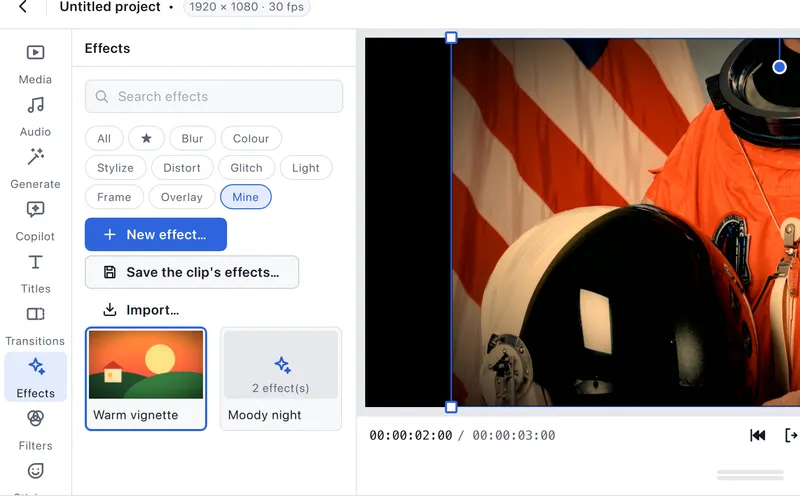 Untitled project • 1920 × 1080 · 30 fps
Media
Audio
Generate
Copilot
Titles
Transitions
Effects
Filters
Effects
Search effects
All ★ Blur Colour
Stylize Distort Glitch Light
Frame Overlay Mine
+ New effect...
Save the clip's effects...
Import...
2 effect(s)
Warm vignette
Moody night
00:00:02:00 / 00:00:03:00